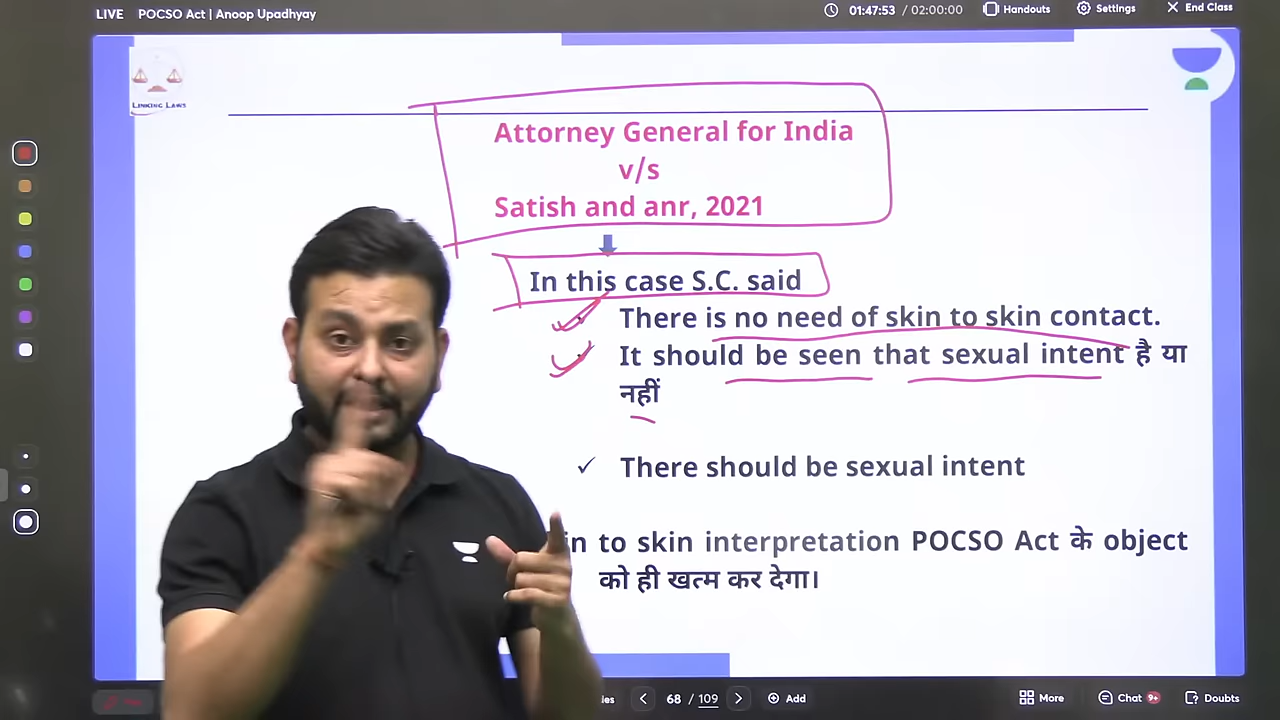 LIVE POCSO Act | Anoop Upadhyay
01:47:53 / 02:00:00 Handouts Settings End Class
LINKING LAWS
Attorney General for India
v/s
Satish and anr, 2021
In this case S.C. said
There is no need of skin to skin contact.
It should be seen that sexual intent है या
नहीं
✓ There should be sexual intent
to skin interpretation POCSO Act के object
को ही खत्म कर देगा।
68 / 109 Add More Chat 9+ Doubts